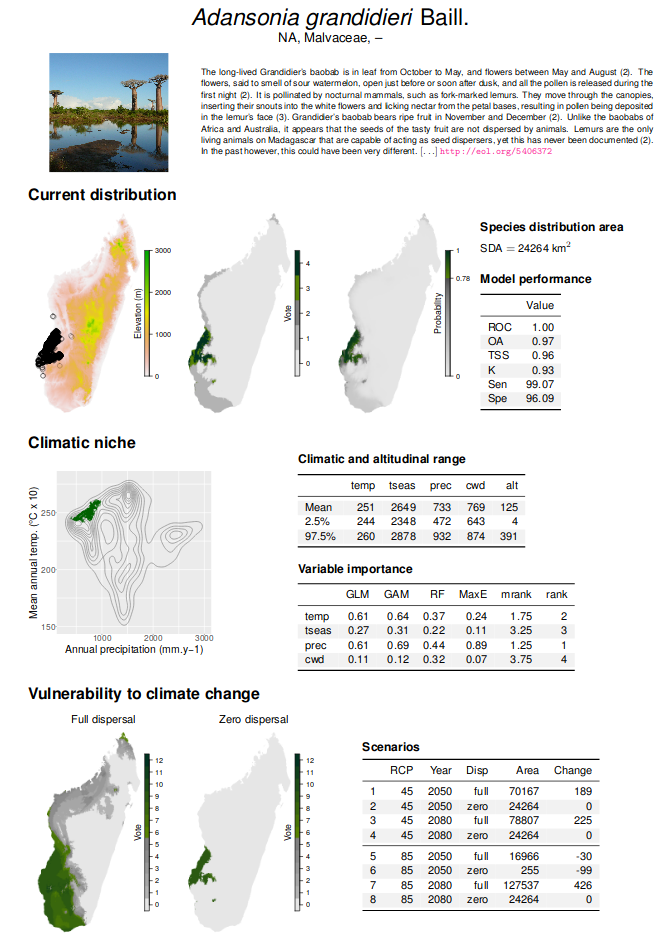 Adansonia grandidieri Baill.
NA, Malvaceae, –
The long-lived Grandidier's baobab is in leaf from October to May, and flowers between May and August (2). The
flowers, said to smell of sour watermelon, open just before or soon after dusk, and all the pollen is released during the
first night (2). It is pollinated by nocturnal mammals, such as fork-marked lemurs. They move through the canopies,
inserting their snouts into the white flowers and licking nectar from the petal bases, resulting in pollen being deposited
in the lemur's face (3). Grandidier's baobab bears ripe fruit in November and December (2). Unlike the baobabs of
Africa and Australia, it appears that the seeds of the tasty fruit are not dispersed by animals. Lemurs are the only
living animals on Madagascar that are capable of acting as seed dispersers, yet this has never been documented (2).
In the past however, this could have been very different. [...] http://eol.org/5406372
Current distribution
3000
2000
1000
0
Elevation (m)
4
3
2
1
0
Vote
1
0.78
0
Probability
Species distribution area
SDA = 24264 km²
Model performance
Value
ROC 1.00
OA 0.97
TSS 0.96
K 0.93
Sen 99.07
Spe 96.09
Climatic niche
Mean annual temp. (°C x 10)
250
200
150
1000 2000 3000
Annual precipitation (mm.y−1)
Climatic and altitudinal range
temp tseas prec cwd alt
Mean 251 2649 733 769 125
2.5% 244 2348 472 643 4
97.5% 260 2878 932 874 391
Variable importance
GLM GAM RF MaxE mrank rank
temp 0.61 0.64 0.37 0.24 1.75 2
tseas 0.27 0.31 0.22 0.11 3.25 3
prec 0.61 0.69 0.44 0.89 1.25 1
cwd 0.11 0.12 0.32 0.07 3.75 4
Vulnerability to climate change
Full dispersal
12
11
10
9
8
7
6
5
4
3
2
1
0
Vote
Zero dispersal
12
11
10
9
8
7
6
5
4
3
2
1
0
Vote
Scenarios
RCP Year Disp Area Change
1 45 2050 full 70167 189
2 45 2050 zero 24264 0
3 45 2080 full 78807 225
4 45 2080 zero 24264 0
5 85 2050 full 16966 -30
6 85 2050 zero 255 -99
7 85 2080 full 127537 426
8 85 2080 zero 24264 0